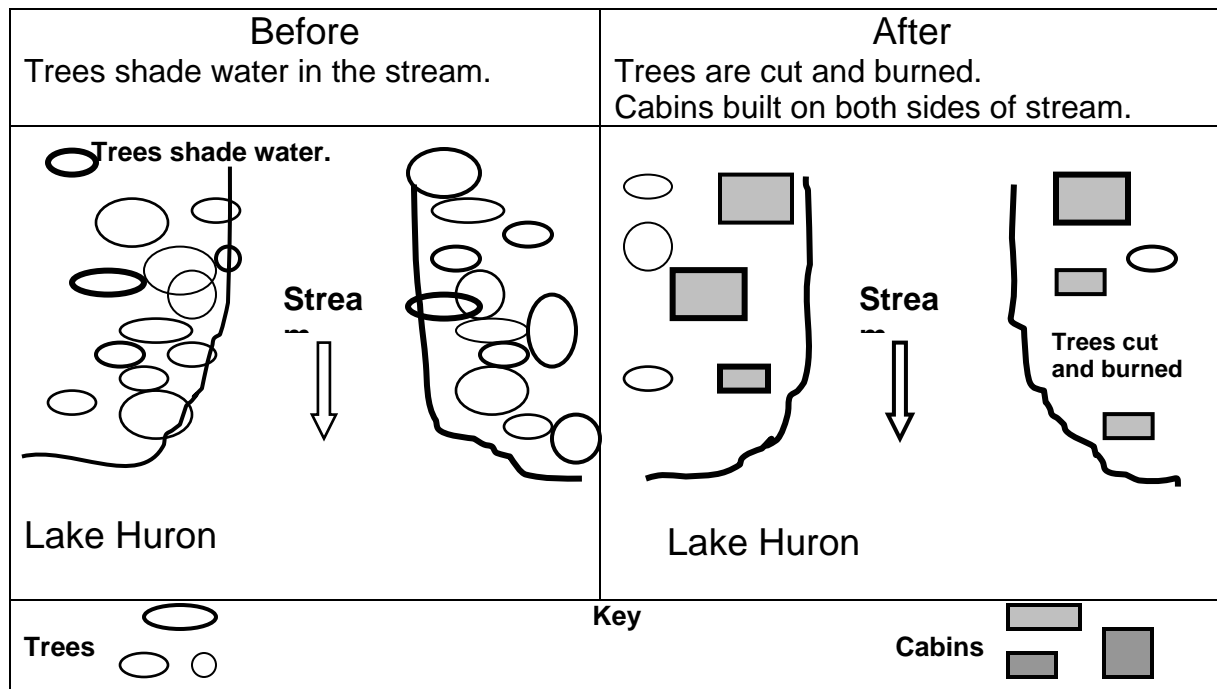 Before
Trees shade water in the stream.
After
Trees are cut and burned.
Cabins built on both sides of stream.
Trees shade water.
Strea
Lake Huron
Strea
Trees cut
and burned
Lake Huron
Key
Trees
Cabins